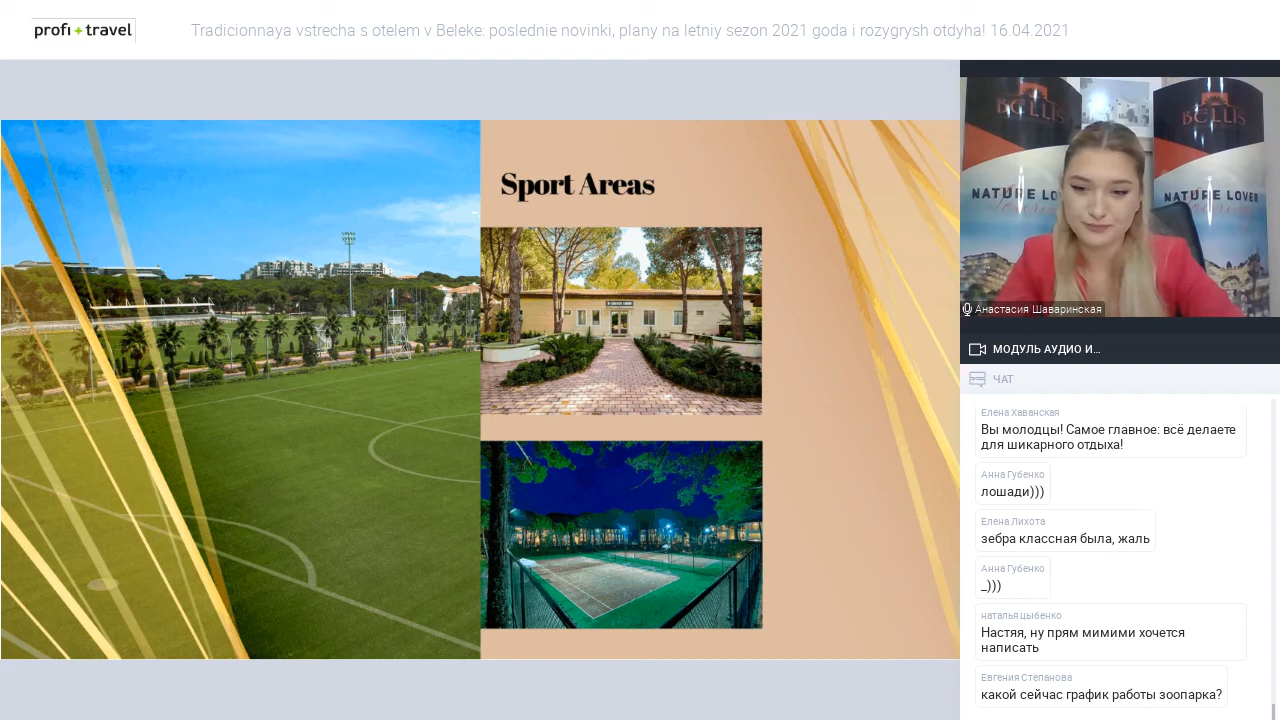 profi + travel
Tradicionnaya vstrecha s otelem v Beleke: poslednie novinki, plany na letniy sezon 2021 goda i rozygrysh otdyha! 16.04.2021
Sport Areas
BELLIS
BELLIS
NATURE LOVER
NATURE LOVER
Анастасия Шаваринская
МОДУЛЬ АУДИО И...
ЧАТ
Елена Хаванская
Вы молодцы! Самое главное: всё делаете
для шикарного отдыха!
Анна Губенко
лошади)))
Елена Лихота
зебра классная была, жаль
Анна Губенко
_)))
наталья цыбенко
Настяя, ну прям мимими хочется
написать
Евгения Степанова
какой сейчас график работы зоопарка?